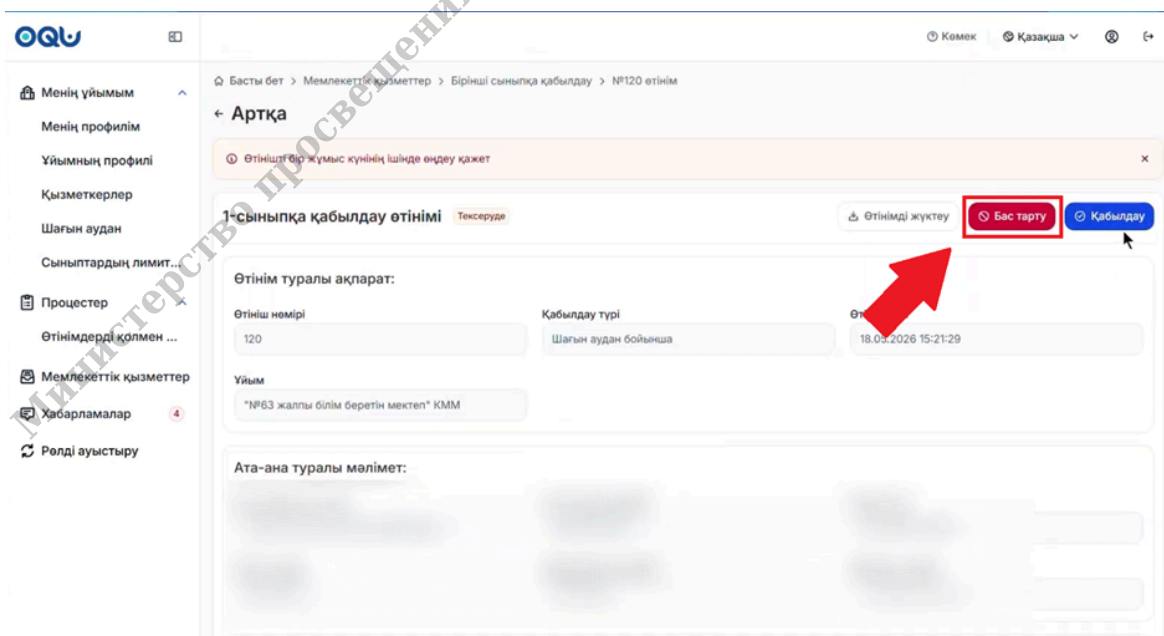 OQU
Көмек
Қазақша
Басты бет > Мемлекеттік қызметтер > Бірінші сыныпқа қабылдау > №120 өтінім
Менің ұйымым
Артқа
Менің профилім
Ұйымның профилі
Өтінішті бір жұмыс күнінің ішінде өңдеу қажет
Қызметкерлер
1-сыныпқа қабылдау өтінімі
Тексеруде
Өтінімді жүктеу
Бас тарту
Қабылдау
Шағын аудан
Сыныптардың лимит...
Өтінім туралы ақпарат:
Процестер
Өтініш нөмірі
Қабылдау түрі
Өтінімдерді қолмен ...
120
Шағын аудан бойынша
18.05.2026 15:21:29
Мемлекеттік қызметтер
Ұйым
"№63 жалпы білім беретін мектеп" КММ
Хабарламалар 4
Рөлді ауыстыру
Ата-ана туралы мәлімет:
Министерство просвещения